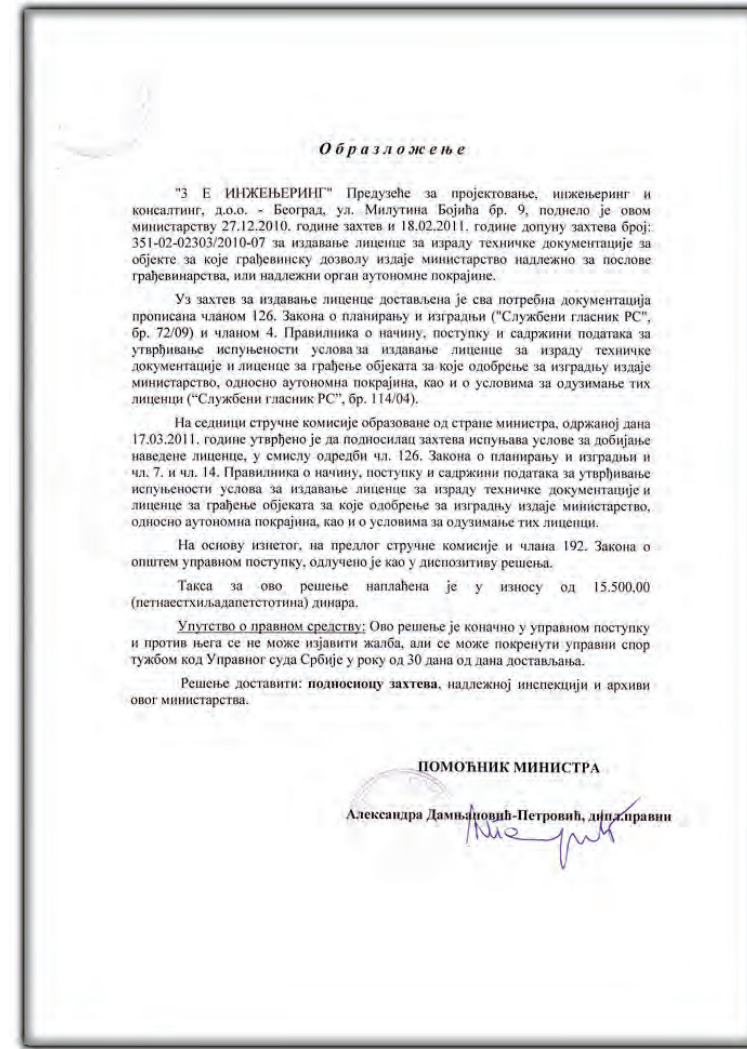 Образложење
"3 Е ИНЖЕЊЕРИНГ" Предузеће за пројектовање, инжењеринг и
консалтинг, д.о.о. - Београд, ул. Милутина Бојића бр. 9, поднело је овом
министарству 27.12.2010. године захтев и 18.02.2011. године допуну захтева број:
351-02-02303/2010-07 за издавање лиценце за израду техничке документације за
објекте за које грађевинску дозволу издаје министарство надлежно за послове
грађевинарства, или надлежни орган аутономне покрајине.
Уз захтев за издавање лиценце достављена је сва потребна документација
прописана чланом 126. Закона о планирању и изградњи ("Службени гласник РС",
бр. 72/09) и чланом 4. Правилника о начину, поступку и садржини података за
утврђивање испуњености услова за издавање лиценце за израду техничке
документације и лиценце за грађење објеката за које одобрење за изградњу издаје
министарство, односно аутономна покрајина, као и о условима за одузимање тих
лиценци (“Службени гласник РС”, бр. 114/04).
На седници стручне комисије образоване од стране министра, одржаној дана
17.03.2011. године утврђено је да подносилац захтева испуњава услове за добијање
наведене лиценце, у смислу одредби чл. 126. Закона о планирању и изградњи и
чл. 7. и чл. 14. Правилника о начину, поступку и садржини података за утврђивање
испуњености услова за издавање лиценце за израду техничке документације и
лиценце за грађење објеката за које одобрење за изградњу издаје министарство,
односно аутономна покрајина, као и о условима за одузимање тих лиценци.
На основу изнетог, на предлог стручне комисије и члана 192. Закона о
општем управном поступку, одлучено је као у диспозитиву решења.
Такса за ово решење наплаћена је у износу од 15.500,00
(петнаестхиљадапетстотина) динара.
Упутство о правном средству: Ово решење је коначно у управном поступку
и против њега се не може изјавити жалба, али се може покренути управни спор
тужбом код Управног суда Србије у року од 30 дана од дана достављања.
Решење доставити: подносиоцу захтева, надлежној инспекцији и архиви
овог министарства.
ПОМОЋНИК МИНИСТРА
Александра Дамњановић-Петровић, дипл.правни